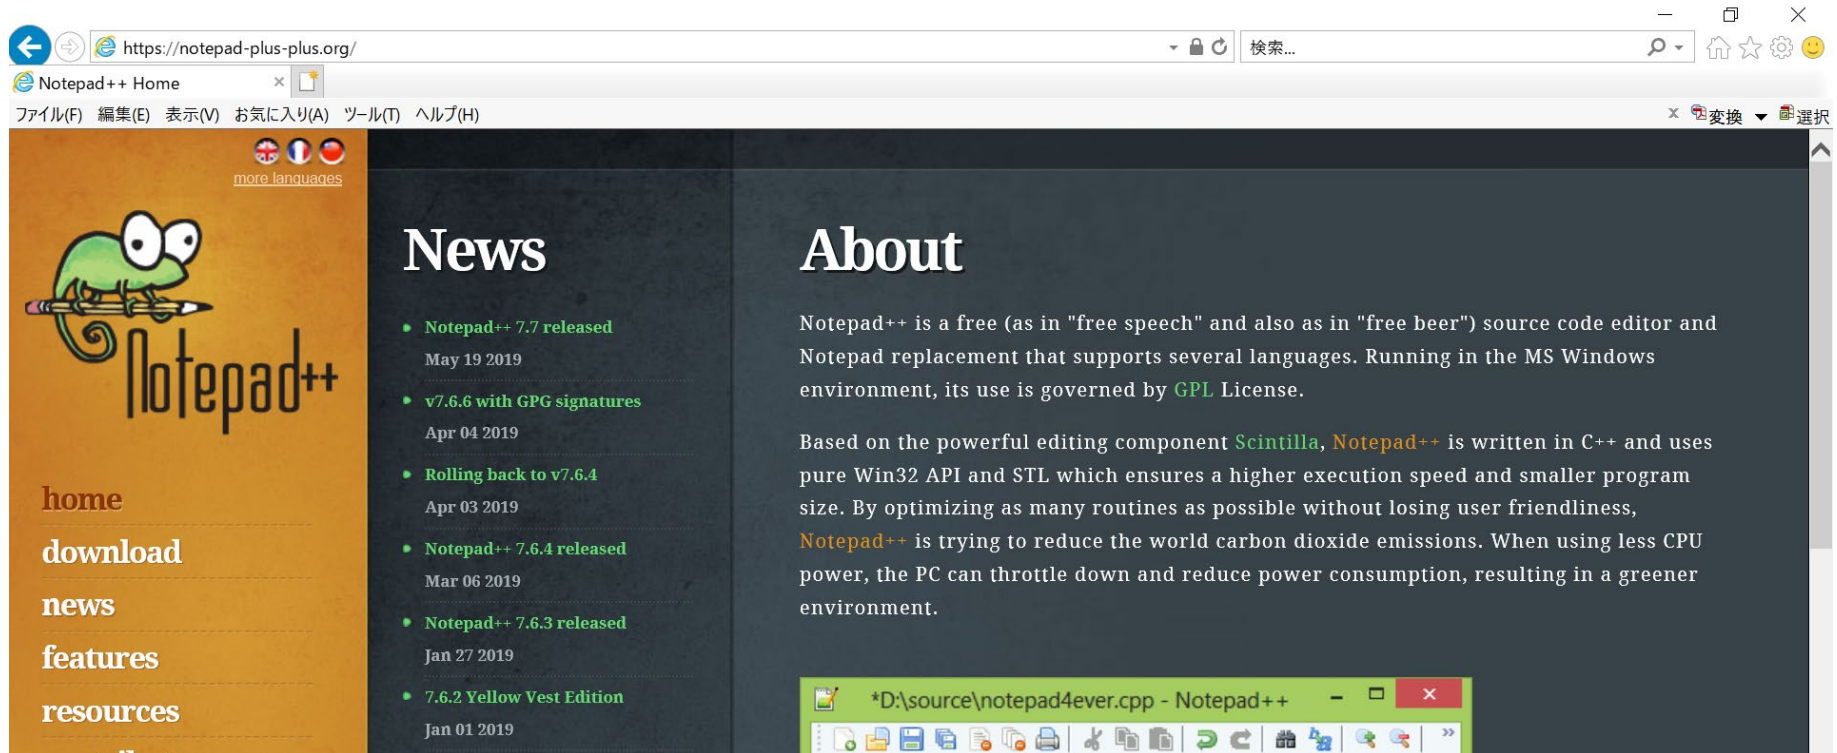 https://notepad-plus-plus.org/
検索...
Notepad++ Home
ファイル(F) 編集(E) 表示(V) お気に入り(A) ツール(T) ヘルプ(H)
x 変換 選択
more languages
Notepad++
home
download
news
features
resources
News
Notepad++ 7.7 released
May 19 2019
v7.6.6 with GPG signatures
Apr 04 2019
Rolling back to v7.6.4
Apr 03 2019
Notepad++ 7.6.4 released
Mar 06 2019
Notepad++ 7.6.3 released
Jan 27 2019
7.6.2 Yellow Vest Edition
Jan 01 2019
About
Notepad++ is a free (as in "free speech" and also as in "free beer") source code editor and
Notepad replacement that supports several languages. Running in the MS Windows
environment, its use is governed by GPL License.
Based on the powerful editing component Scintilla, Notepad++ is written in C++ and uses
pure Win32 API and STL which ensures a higher execution speed and smaller program
size. By optimizing as many routines as possible without losing user friendliness,
Notepad++ is trying to reduce the world carbon dioxide emissions. When using less CPU
power, the PC can throttle down and reduce power consumption, resulting in a greener
environment.
*D:\source\notepad4ever.cpp - Notepad++